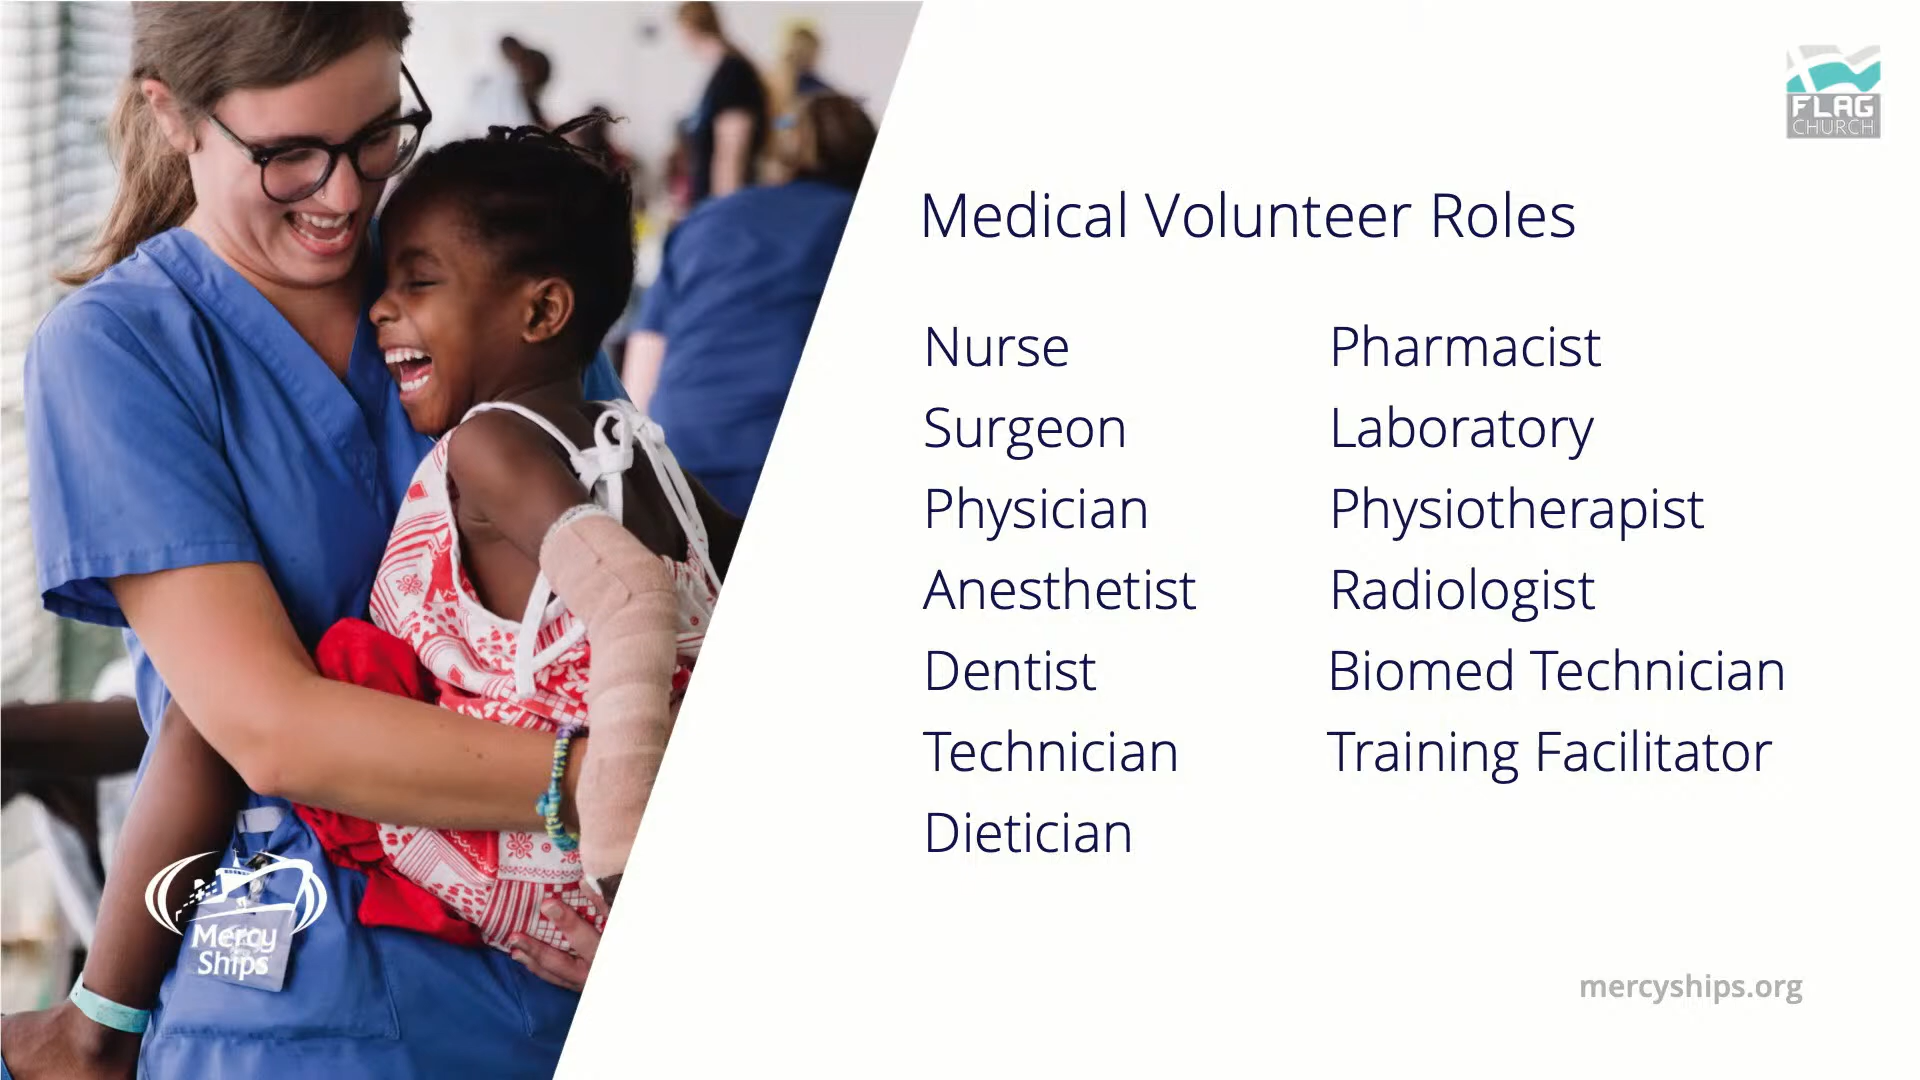 FLAG
CHURCH
Medical Volunteer Roles
Nurse
Surgeon
Physician
Anesthetist
Dentist
Technician
Dietician
Pharmacist
Laboratory
Physiotherapist
Radiologist
Biomed Technician
Training Facilitator
Mercy
Ships
mercyships.org